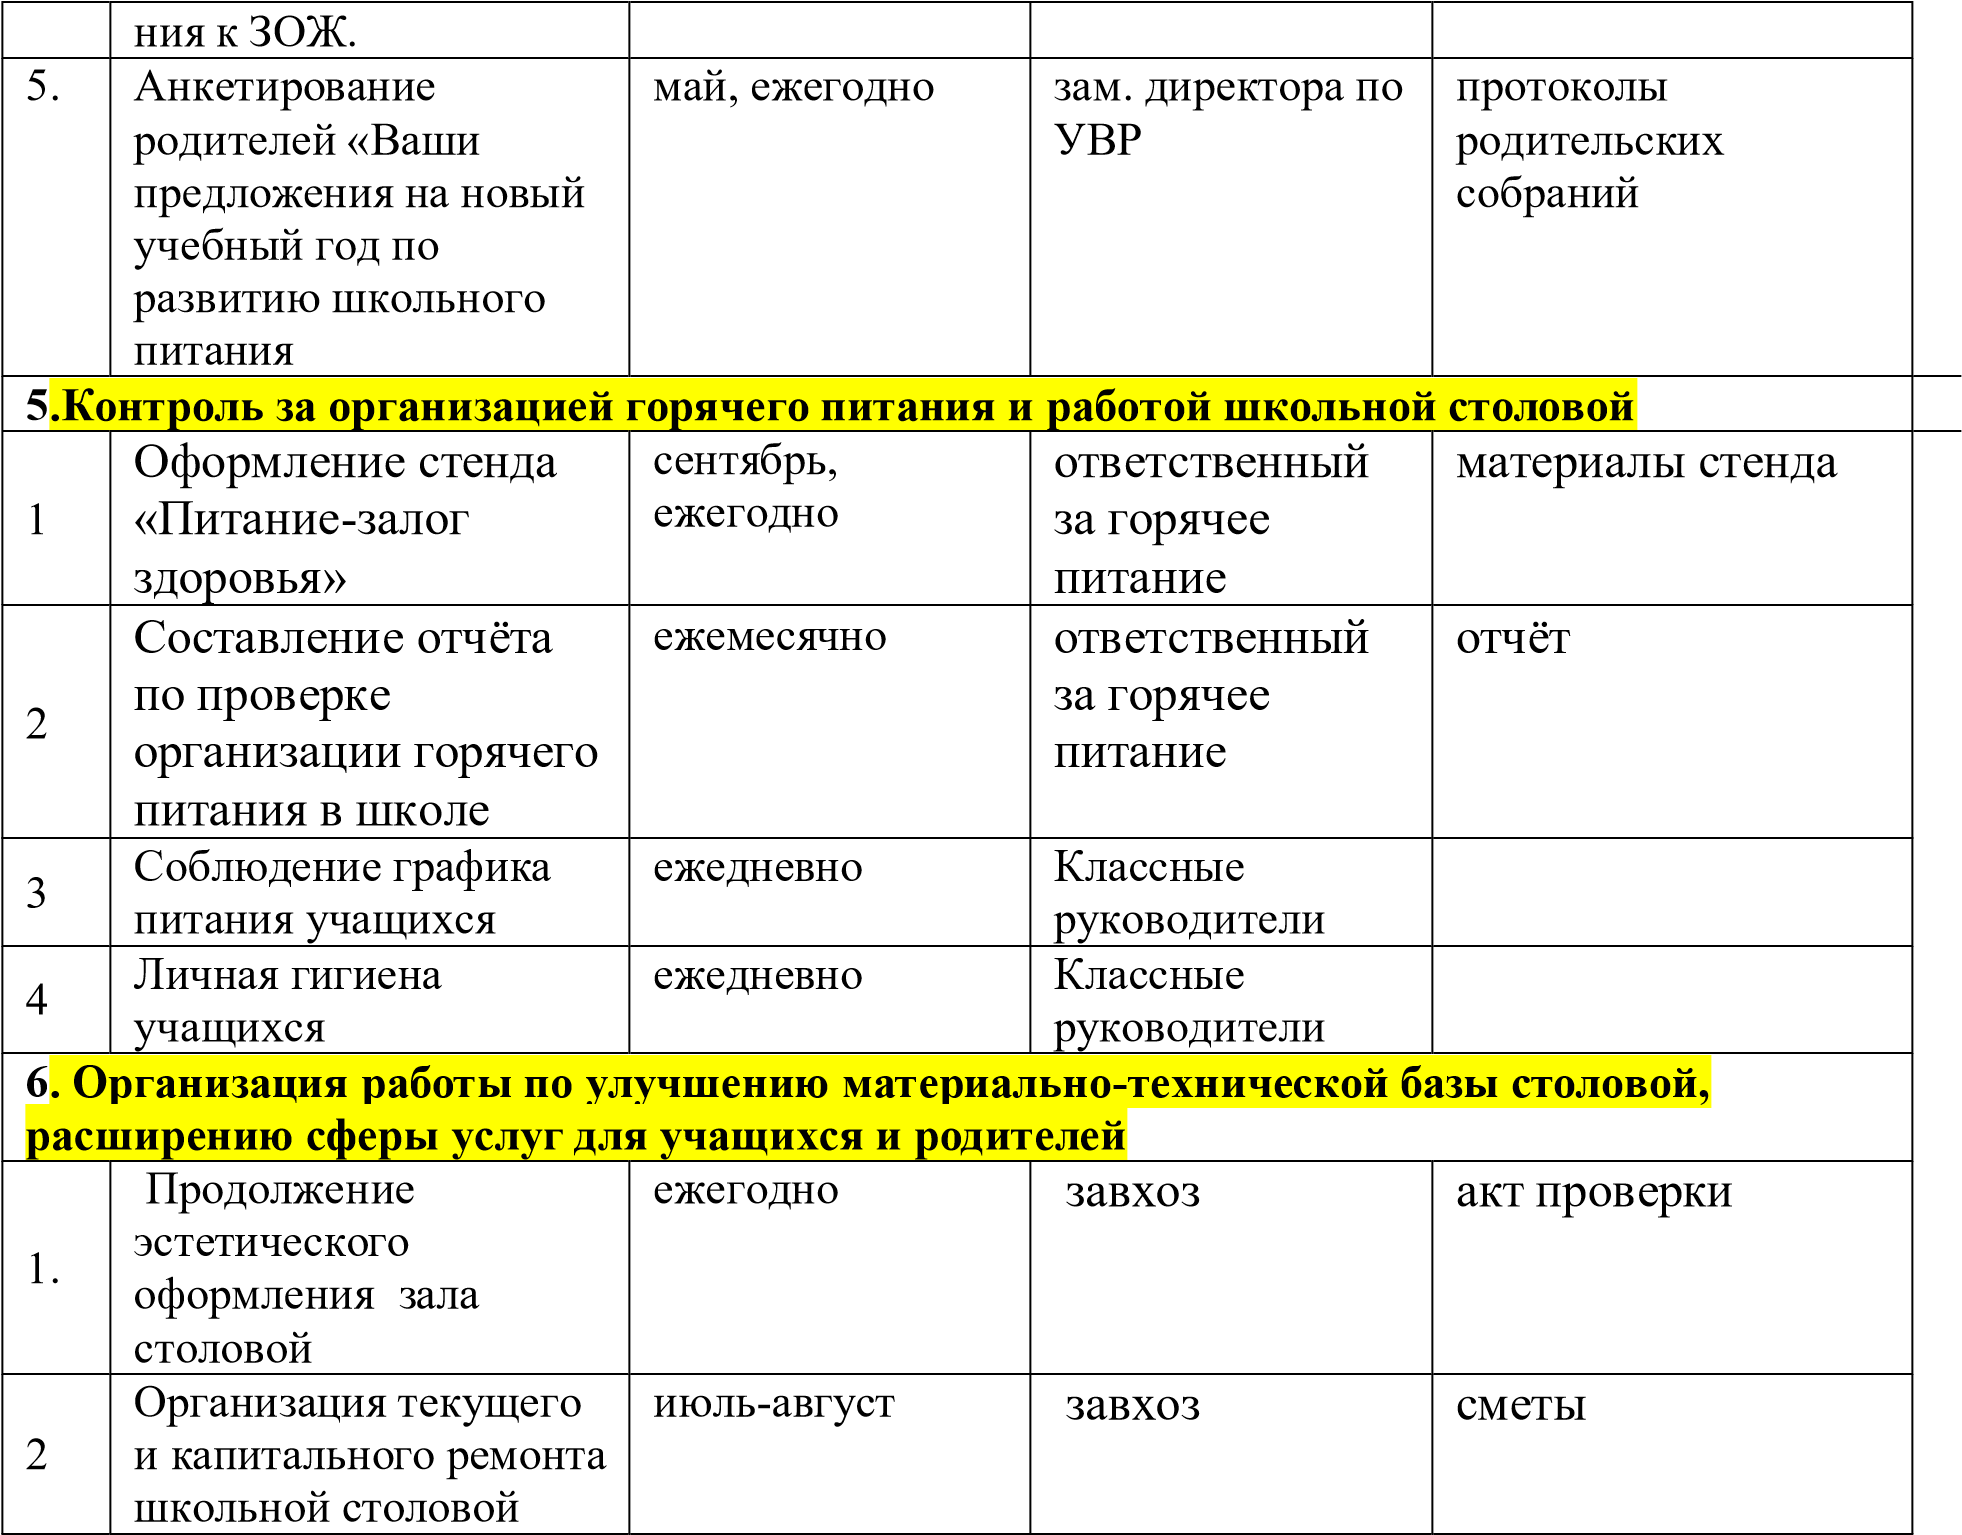 ния к ЗОЖ.
5.
Анкетирование
родителей «Ваши
предложения на новый
учебный год по
развитию школьного
питания
май, ежегодно
зам. директора по
УВР
протоколы
родительских
собраний
5.Контроль за организацией горячего питания и работой школьной столовой
1
Оформление стенда
«Питание-залог
здоровья»
сентябрь,
ежегодно
ответственный
за горячее
питание
материалы стенда
2
Составление отчёта
по проверке
организации горячего
питания в школе
ежемесячно
ответственный
за горячее
питание
отчёт
3
Соблюдение графика
питания учащихся
ежедневно
Классные
руководители
4
Личная гигиена
учащихся
ежедневно
Классные
руководители
6. Организация работы по улучшению материально-технической базы столовой,
расширению сферы услуг для учащихся и родителей
1.
Продолжение
эстетического
оформления  зала
столовой
ежегодно
завхоз
акт проверки
2
Организация текущего
и капитального ремонта
школьной столовой
июль-август
завхоз
сметы